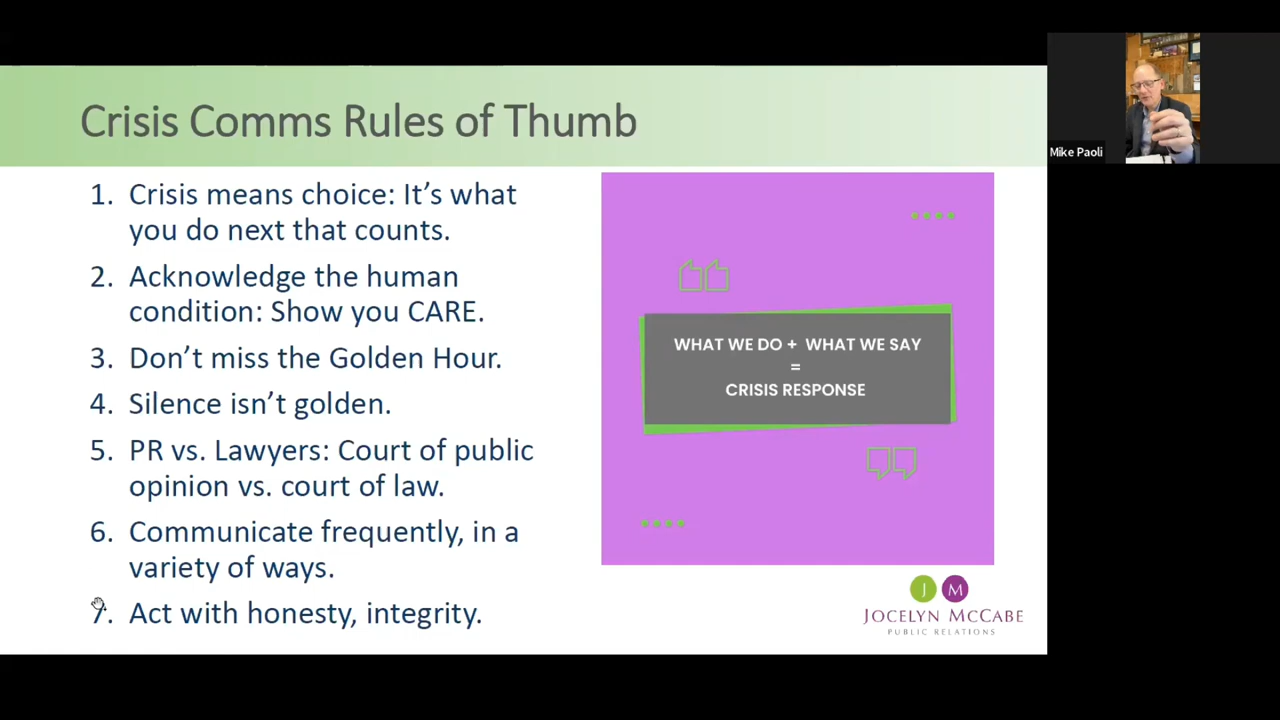 Crisis Comms Rules of Thumb
1. Crisis means choice: It’s what
you do next that counts.
2. Acknowledge the human
condition: Show you CARE.
3. Don’t miss the Golden Hour.
4. Silence isn’t golden.
5. PR vs. Lawyers: Court of public
opinion vs. court of law.
6. Communicate frequently, in a
variety of ways.
7. Act with honesty, integrity.
WHAT WE DO + WHAT WE SAY
=
CRISIS RESPONSE
J M
JOCELYN MCCABE
PUBLIC RELATIONS
Mike Paoli